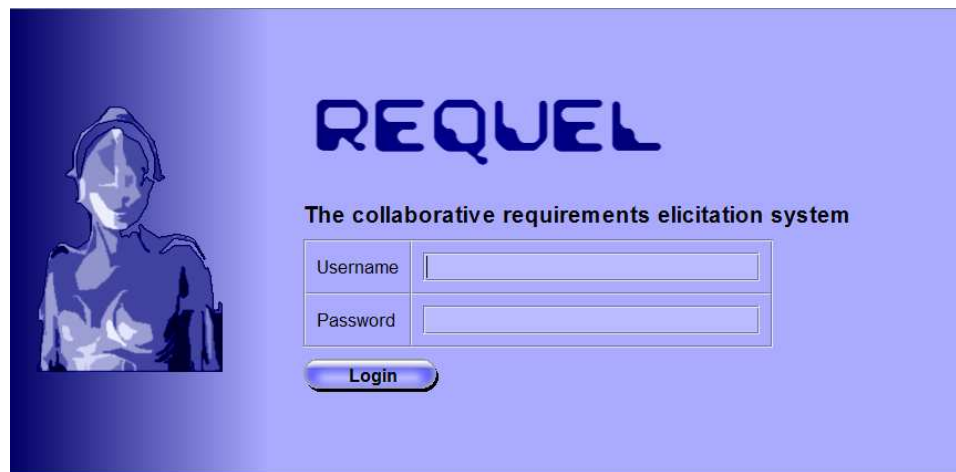 REQUEL
The collaborative requirements elicitation system
Username
Password
Login